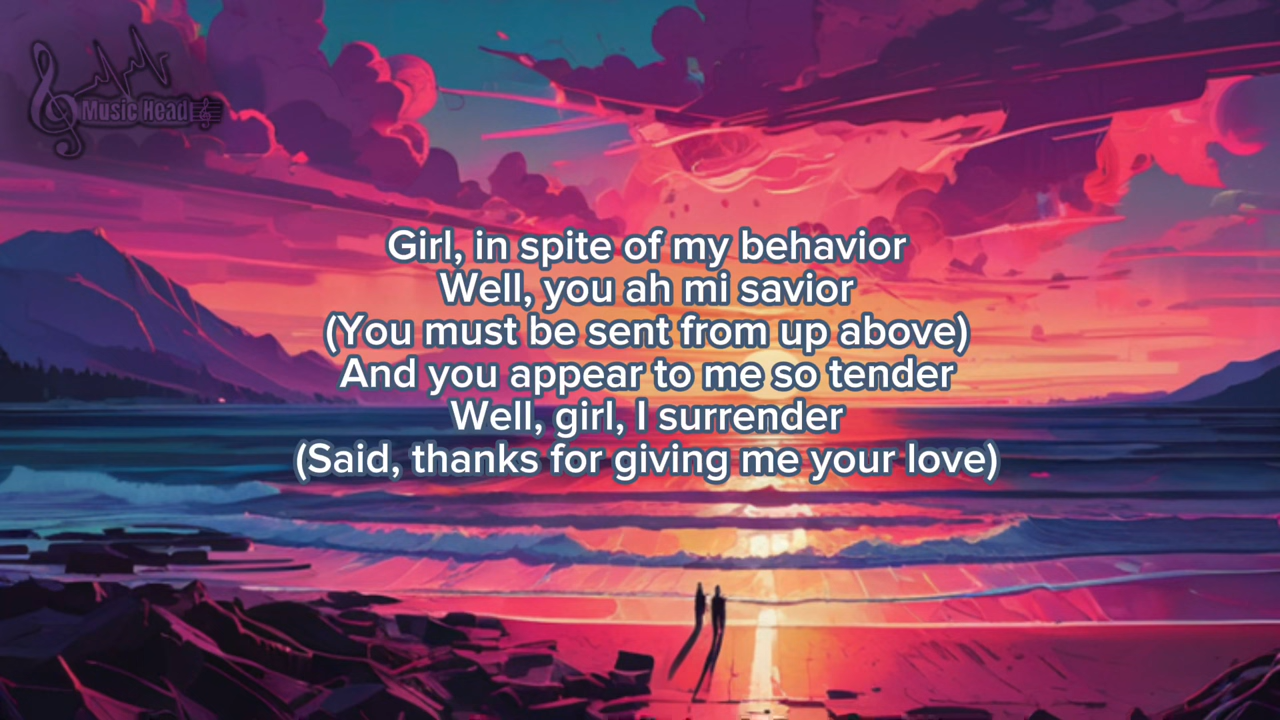 Music Head
Girl, in spite of my behavior
Well, you ah mi savior
(You must be sent from up above)
And you appear to me so tender
Well, girl, I surrender
(Said, thanks for giving me your love)